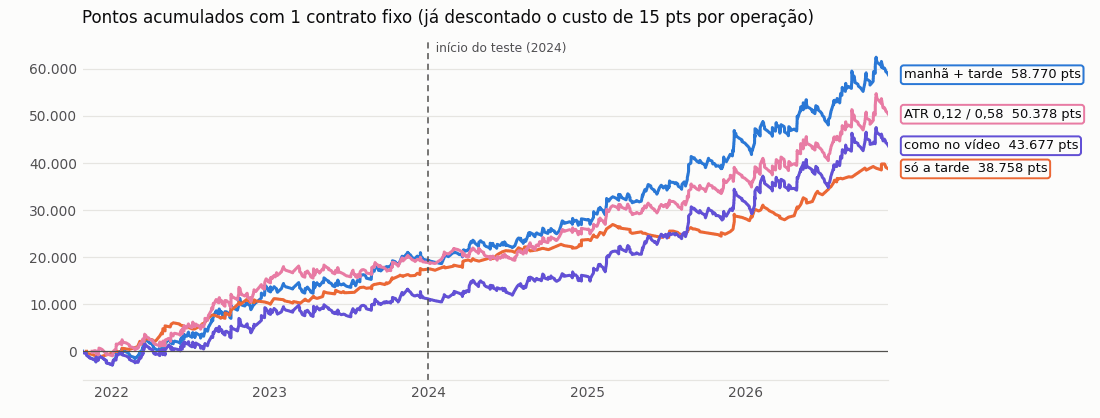 Pontos acumulados com 1 contrato fixo (já descontado o custo de 15 pts por operação)
início do teste (2024)
60.000
50.000
40.000
30.000
20.000
10.000
0
manhã + tarde 58.770 pts
ATR 0,12 / 0,58 50.378 pts
como no vídeo 43.677 pts
só a tarde 38.758 pts
2022 2023 2024 2025 2026